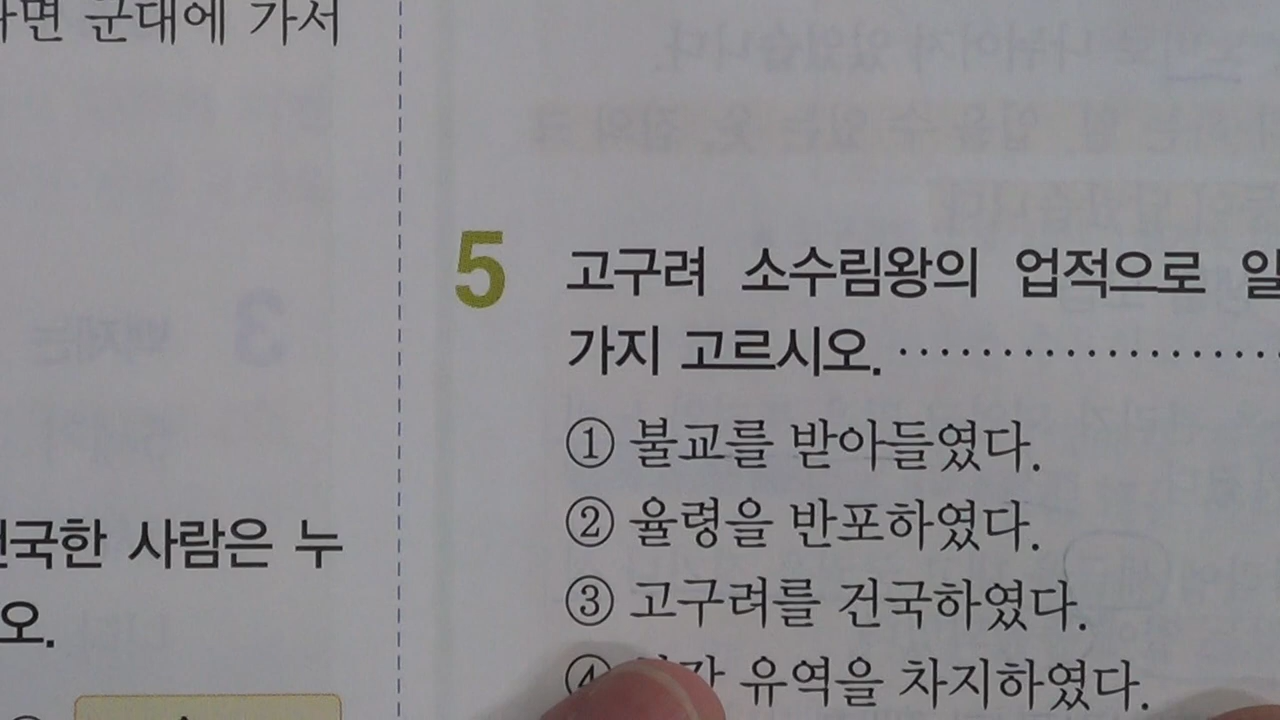 면 군대에 가서
국한 사람은 누
오.
5
고구려 소수림왕의 업적으로
가지 고르시오. ··················
① 불교를 받아들였다.
② 율령을 반포하였다.
③ 고구려를 건국하였다.
④ 유역을 차지하였다.